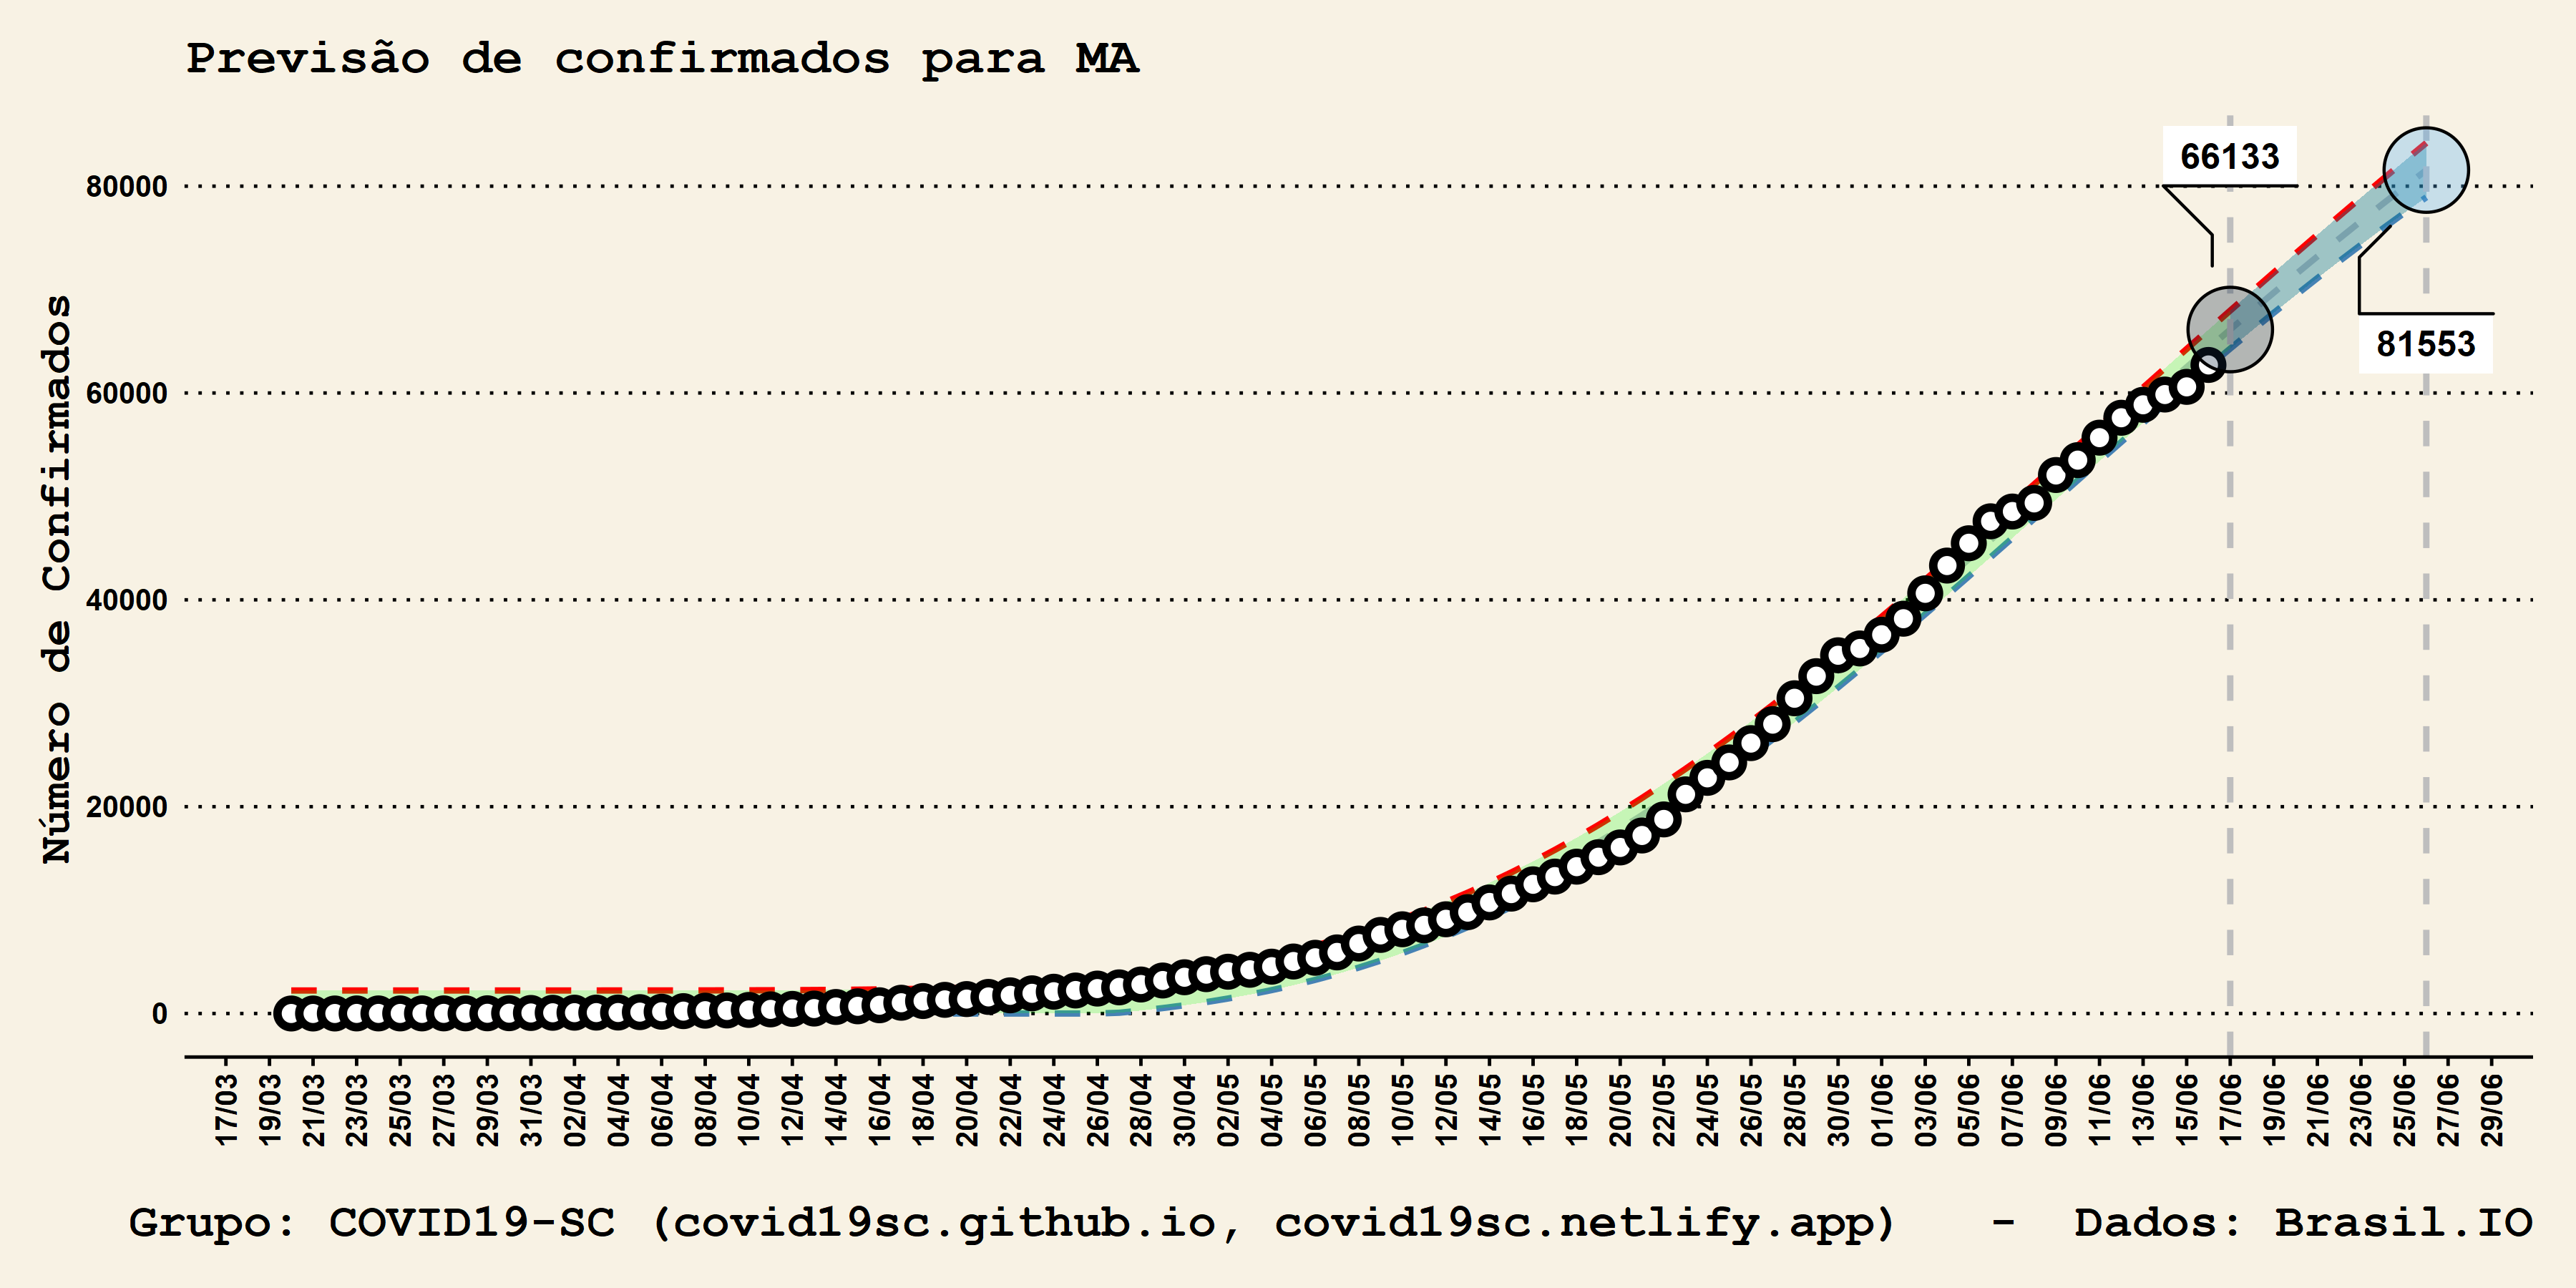 Previsão de confirmados para MA
Número de Confirmados
66133
81553
80000
60000
40000
20000
0
17/03 19/03 21/03 23/03 25/03 27/03 29/03 31/03 02/04 04/04 06/04 08/04 10/04 12/04 14/04 16/04 18/04 20/04 22/04 24/04 26/04 28/04 30/04 02/05 04/05 06/05 08/05 10/05 12/05 14/05 16/05 18/05 20/05 22/05 24/05 26/05 28/05 30/05 01/06 03/06 05/06 07/06 09/06 11/06 13/06 15/06 17/06 19/06 21/06 23/06 25/06 27/06 29/06
Grupo: COVID19-SC (covid19sc.github.io, covid19sc.netlify.app) - Dados: Brasil.IO